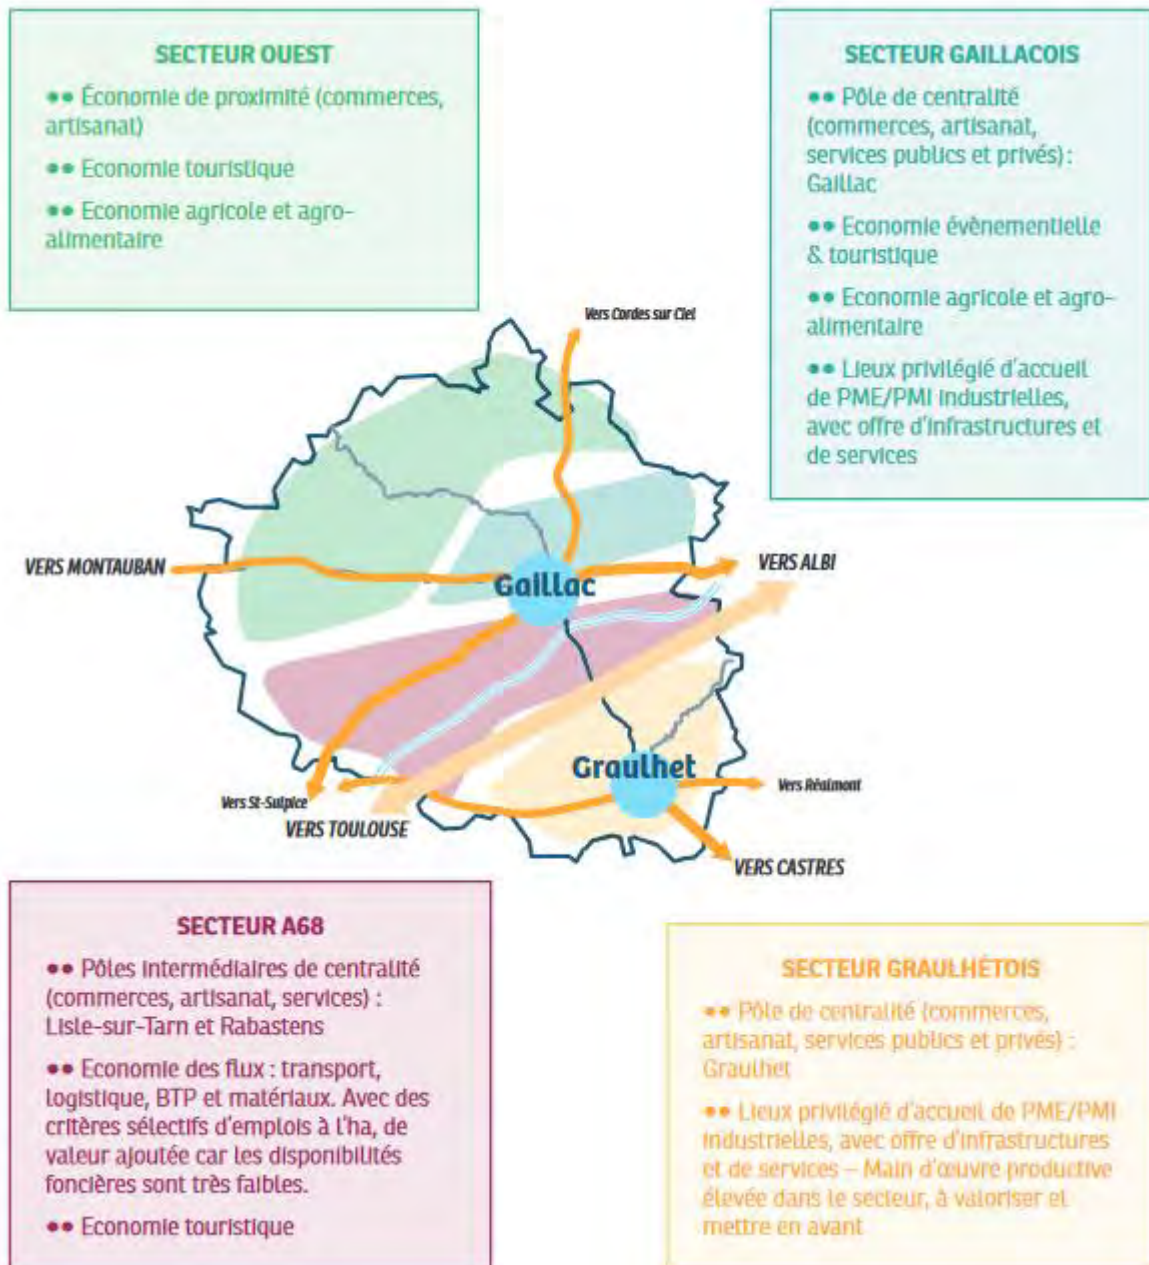 SECTEUR OUEST
•• Économie de proximité (commerces,
artisanat)
•• Economie touristique
•• Economie agricole et agro-
alimentaire
SECTEUR GAILLACOIS
•• Pôle de centralité
(commerces, artisanat,
services publics et privés) :
Gaillac
•• Economie évènementielle
& touristique
•• Economie agricole et agro-
alimentaire
•• Lieux privilégié d'accueil
de PME/PMI industrielles,
avec offre d'infrastructures et
de services
Vers Cordes sur Ciel
VERS MONTAUBAN
VERS ALBI
Gaillac
Graulhet
Vers Réalmont
Vers St-Sulpice
VERS TOULOUSE
VERS CASTRES
SECTEUR A68
•• Pôles intermédiaires de centralité
(commerces, artisanat, services) :
Lisle-sur-Tarn et Rabastens
•• Economie des flux : transport,
logistique, BTP et matériaux. Avec des
critères sélectifs d'emplois à l'ha, de
valeur ajoutée car les disponibilités
foncières sont très faibles.
•• Economie touristique
SECTEUR GRAULHÉTOIS
•• Pôle de centralité (commerces,
artisanat, services publics et privés) :
Graulhet
•• Lieux privilégié d'accueil de PME/PMI
industrielles, avec offre d'infrastructures
et de services – Main d'œuvre productive
élevée dans le secteur, à valoriser et
mettre en avant